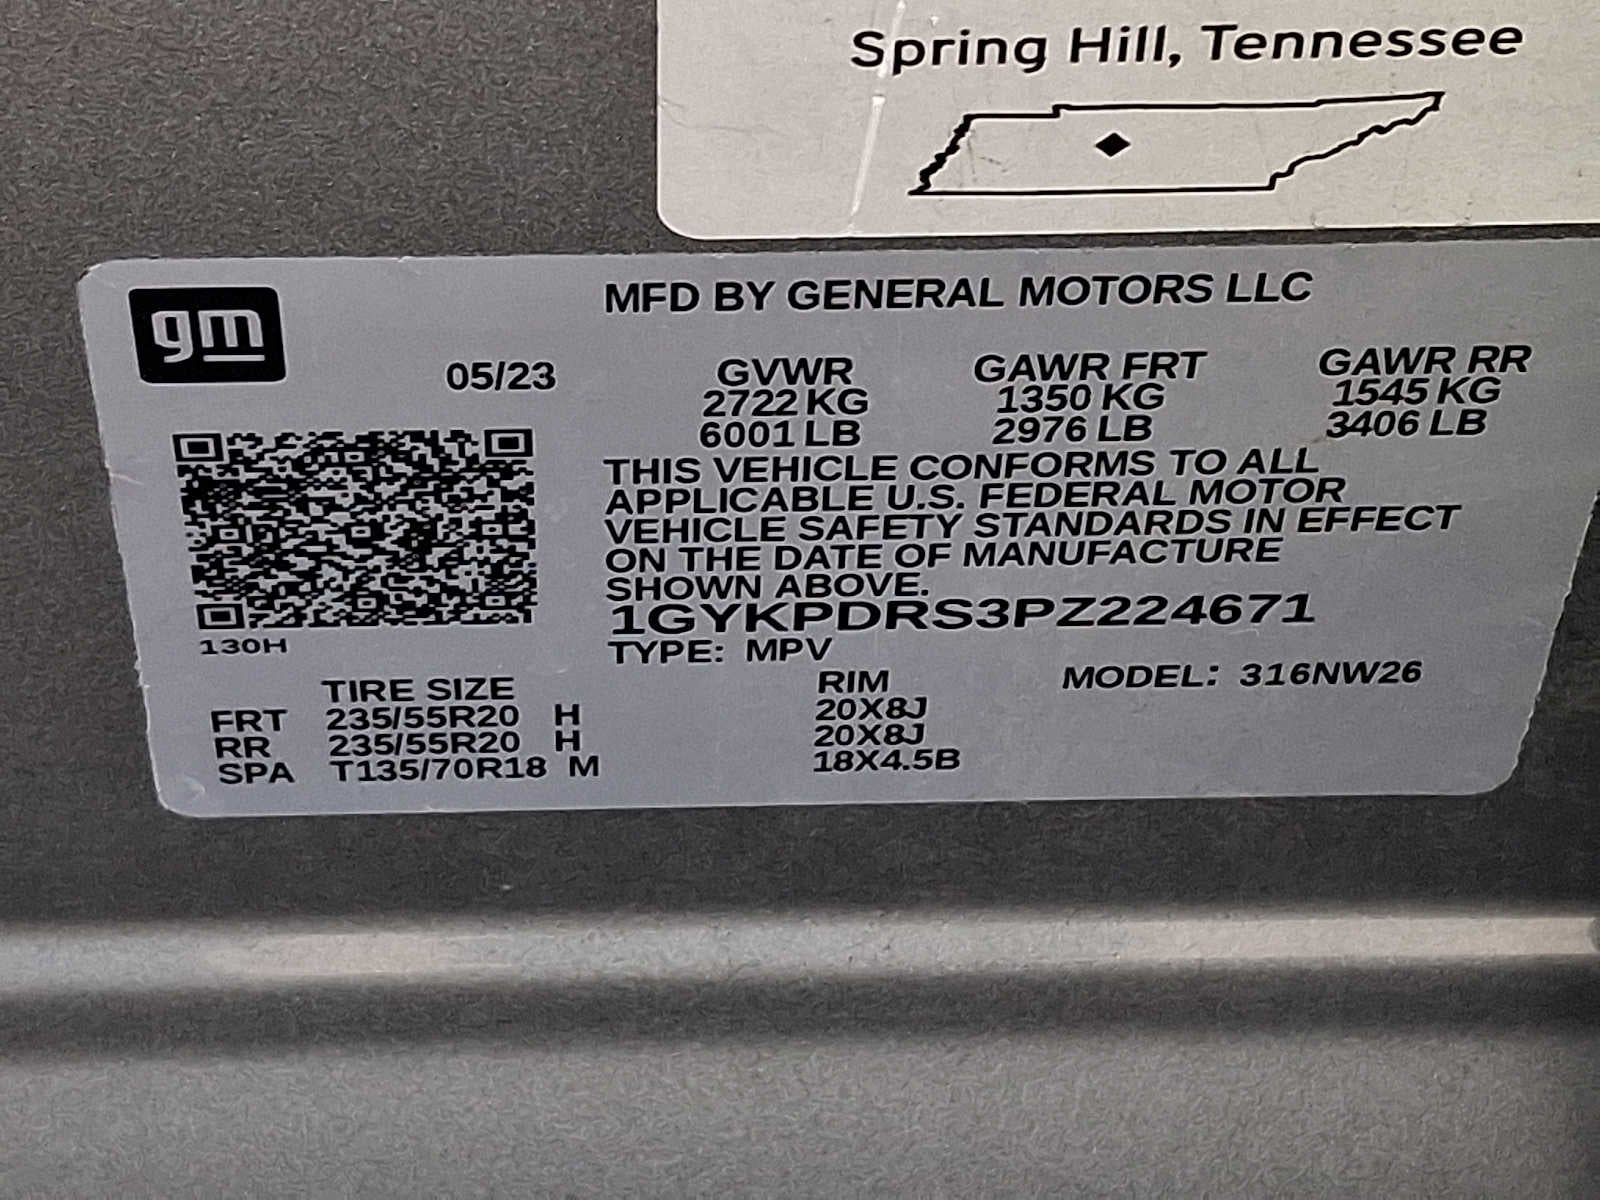 Spring Hill, Tennessee
gm
MFD BY GENERAL MOTORS LLC
05/23
GVWR GAWR FRT GAWR RR
2722 KG 1350 KG 1545 KG
6001 LB 2976 LB 3406 LB
THIS VEHICLE CONFORMS TO ALL
APPLICABLE U.S. FEDERAL MOTOR
VEHICLE SAFETY STANDARDS IN EFFECT
ON THE DATE OF MANUFACTURE
SHOWN ABOVE.
1GYKPDRS3PZ224671
130H
TYPE: MPV
MODEL: 316NW26
TIRE SIZE RIM
FRT 235/55R20 H 20X8J
RR 235/55R20 H 20X8J
SPA T135/70R18 M 18X4.5B